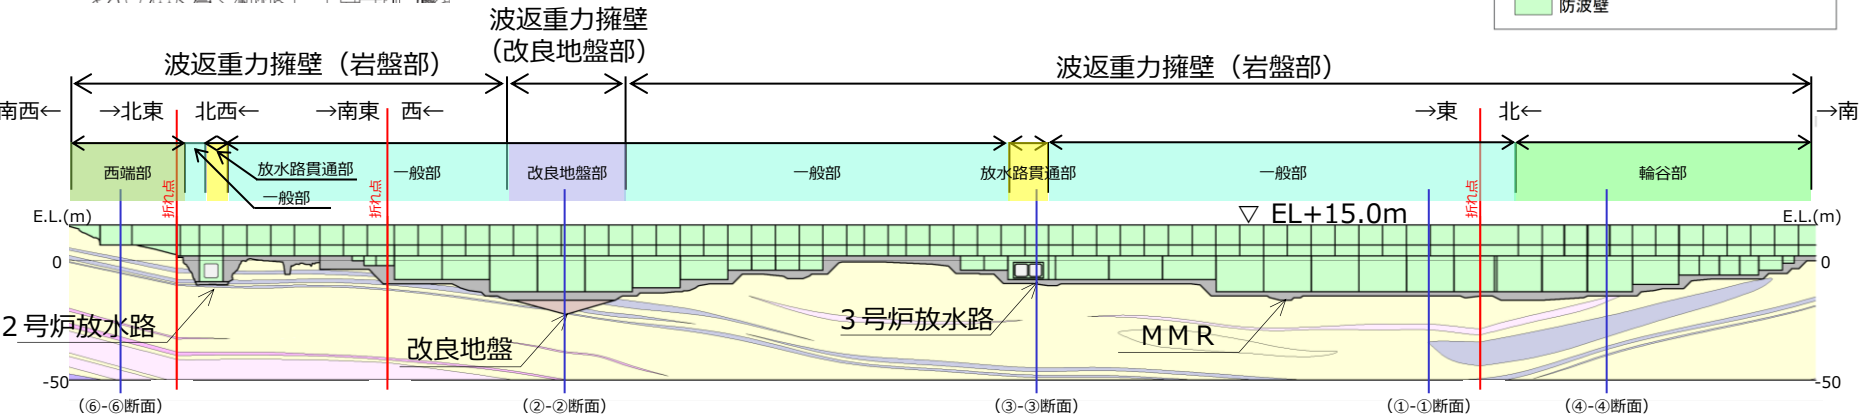 防波壁
波返重力擁壁
（改良地盤部）
波返重力擁壁（岩盤部）
波返重力擁壁（岩盤部）
南西←
→北東
北西←
→南東
西←
→東
北←
→南
西端部
放水路貫通部
一般部
一般部
改良地盤部
一般部
放水路貫通部
一般部
輪谷部
折れ点
折れ点
折れ点
E.L.(m)
▽ EL+15.0m
E.L.(m)
0
0
２号炉放水路
改良地盤
３号炉放水路
ＭＭＲ
-50
-50
（⑥-⑥断面）
（②-②断面）
（③-③断面）
（①-①断面）
（④-④断面）